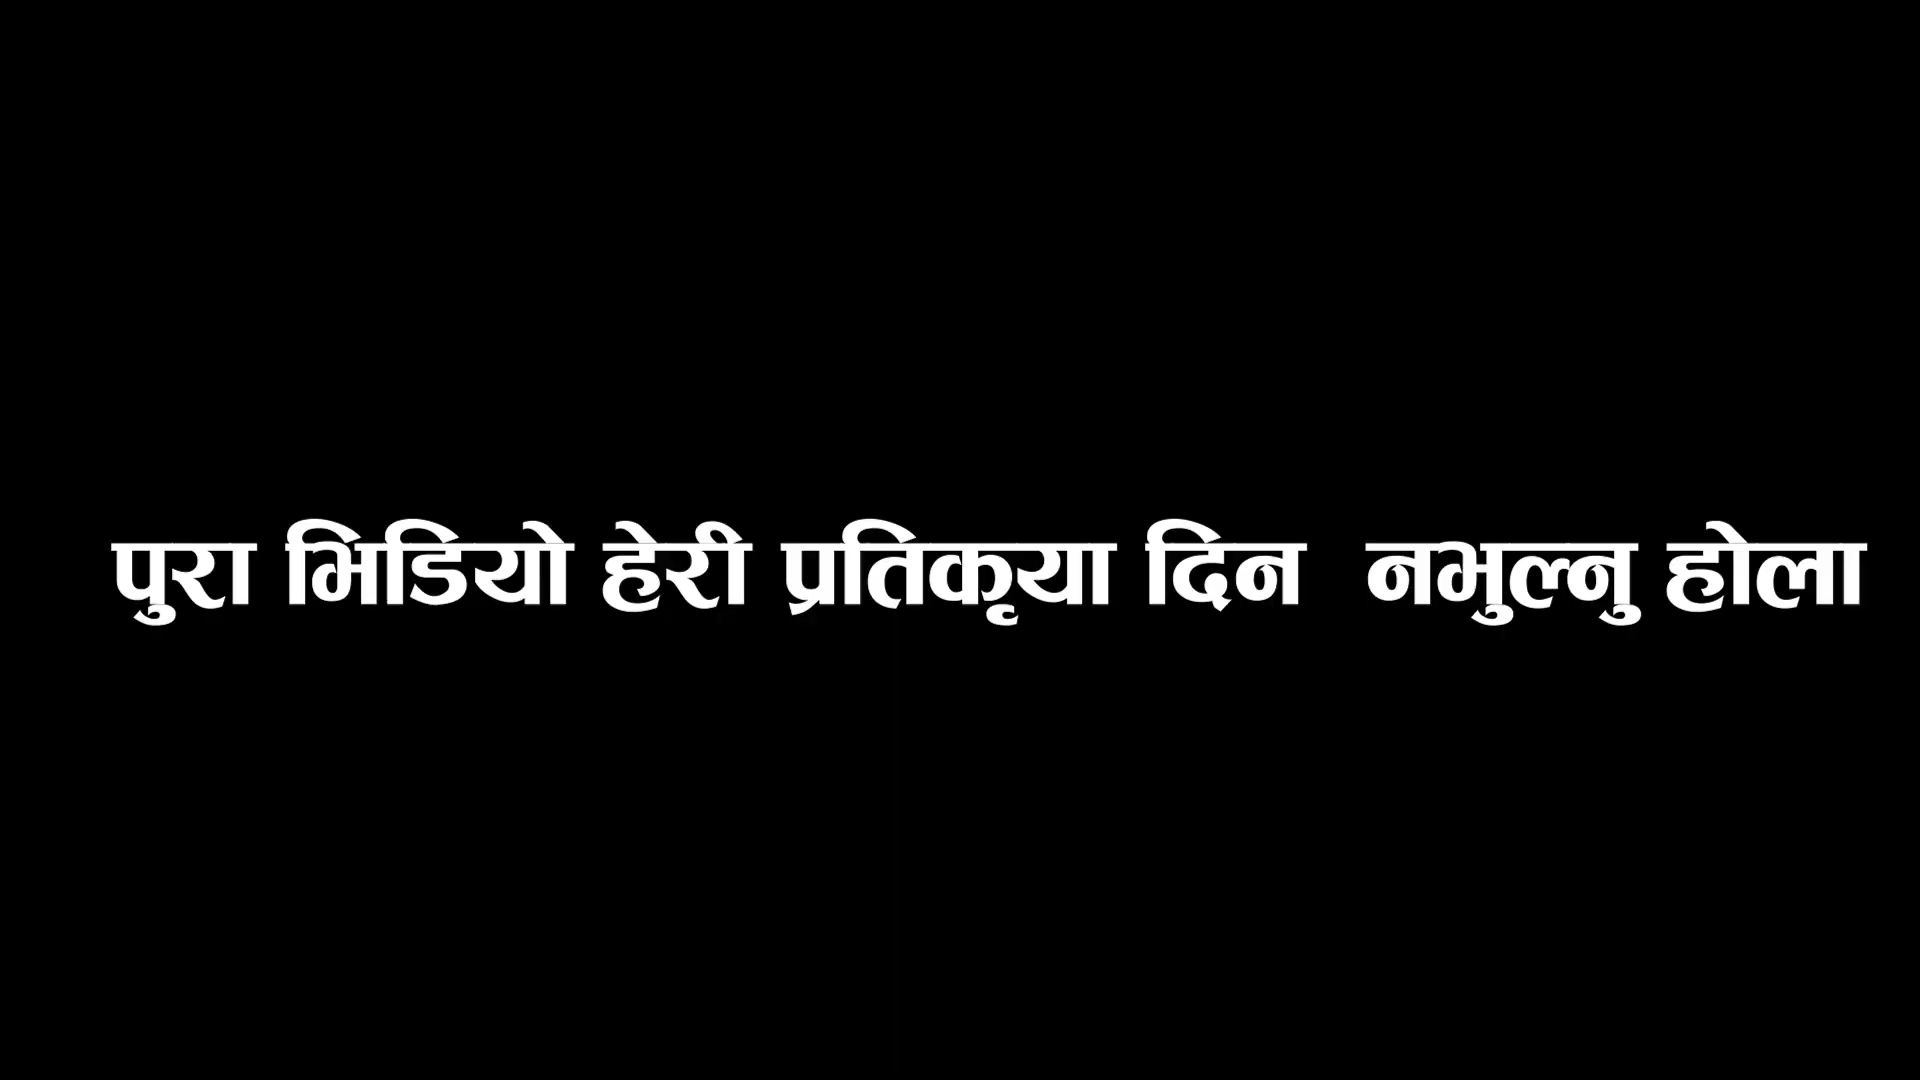 पुरा भिडियो हेरी प्रतिकृया दिन नभुल्नु होला